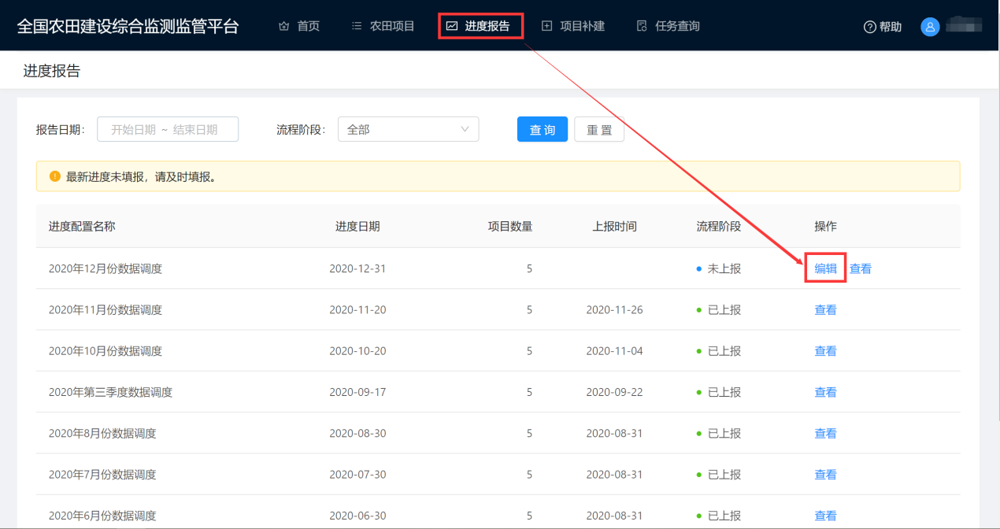 全国农田建设综合监测监管平台 首页 农田项目 进度报告 项目补建 任务查询 帮助
进度报告
报告日期： 开始日期 ~ 结束日期 流程阶段： 全部 查 询 重 置
最新进度未填报，请及时填报。
进度配置名称 进度日期 项目数量 上报时间 流程阶段 操作
2020年12月份数据调度 2020-12-31 5 未上报 编辑 查看
2020年11月份数据调度 2020-11-20 5 2020-11-26 已上报 查看
2020年10月份数据调度 2020-10-20 5 2020-11-04 已上报 查看
2020年第三季度数据调度 2020-09-17 5 2020-09-22 已上报 查看
2020年8月份数据调度 2020-08-30 5 2020-08-31 已上报 查看
2020年7月份数据调度 2020-07-30 5 2020-08-31 已上报 查看
2020年6月份数据调度 2020-06-30 5 2020-08-31 已上报 查看